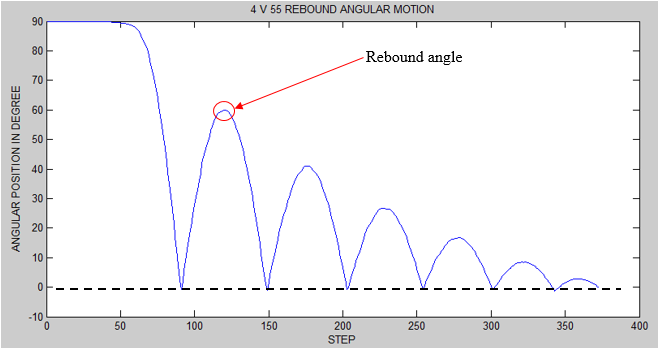 4 V 55 REBOUND ANGULAR MOTION
Rebound angle
ANGULAR POSITION IN DEGREE
90
80
70
60
50
40
30
20
10
0
-10
0 50 100 150 200 250 300 350 400
STEP